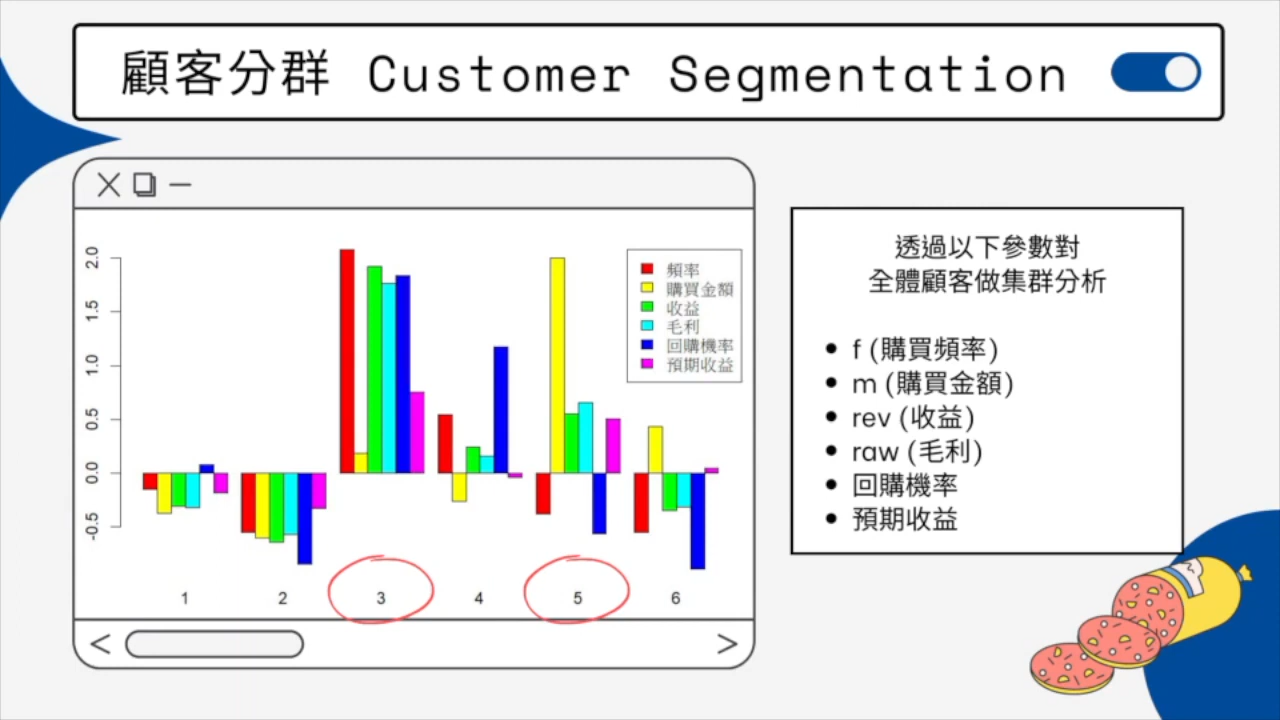 顧客分群 Customer Segmentation
2.0
1.5
1.0
0.5
0.0
-0.5
頻率
購買金額
收益
毛利
回購機率
預期收益
1 2 3 4 5 6
透過以下參數對
全體顧客做集群分析
• f (購買頻率)
• m (購買金額)
• rev (收益)
• raw (毛利)
• 回購機率
• 預期收益